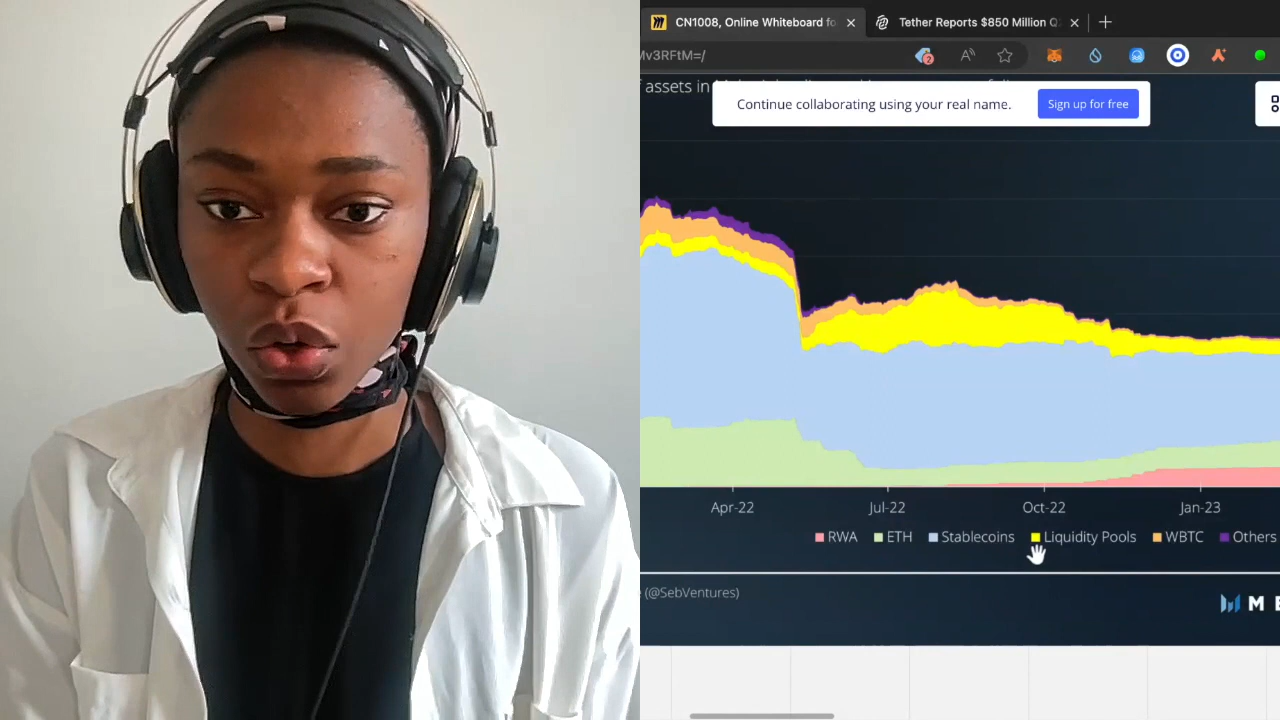 CN1008, Online Whiteboard fo
Tether Reports $850 Million Q
Mv3RFtM=/
2
assets in
Continue collaborating using your real name.
Sign up for free
Apr-22
Jul-22
Oct-22
Jan-23
RWA
ETH
Stablecoins
Liquidity Pools
WBTC
Others
(@SebVentures)
M